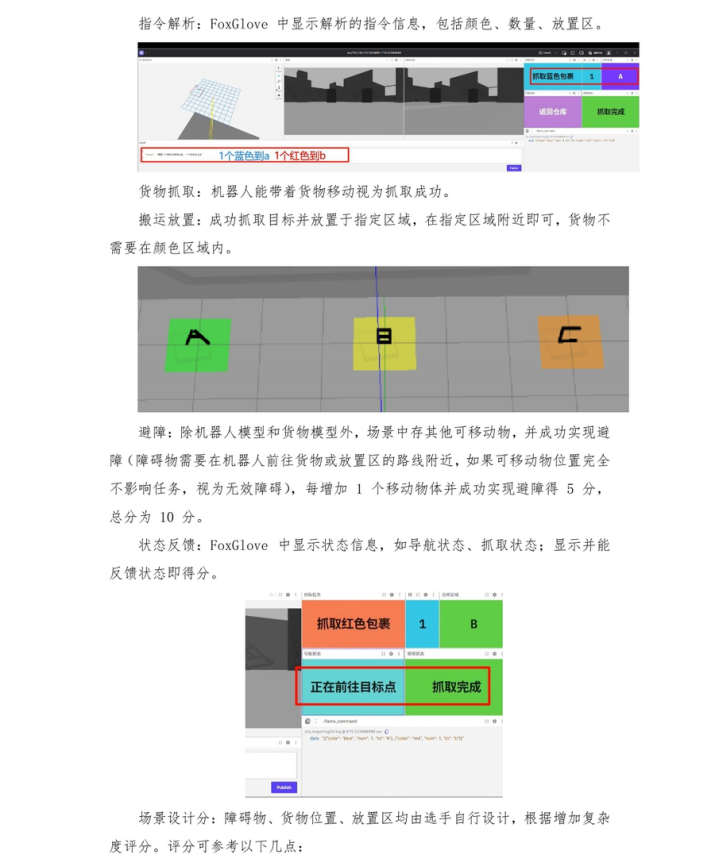 指令解析：FoxGlove 中显示解析的指令信息，包括颜色、数量、放置区。
抓取蓝色包裹 1 A
返回仓库 抓取完成
1个蓝色到a 1个红色到b
Publish
货物抓取：机器人能带着货物移动视为抓取成功。
搬运放置：成功抓取目标并放置于指定区域，在指定区域附近即可，货物不
需要在颜色区域内。
A B C
避障：除机器人模型和货物模型外，场景中存其他可移动物，并成功实现避
障（障碍物需要在机器人前往货物或放置区的路线附近，如果可移动物位置完全
不影响任务，视为无效障碍），每增加 1 个移动物体并成功实现避障得 5 分，
总分为 10 分。
状态反馈：FoxGlove 中显示状态信息，如导航状态、抓取状态；显示并能
反馈状态即得分。
抓取红色包裹 1 B
正在前往目标点 抓取完成
/llama_command
data "[{"color": "blue", "num": 1, "to": "A"}, {"color": "red", "num": 1, "to": "B"}]"
Publish
场景设计分：障碍物、货物位置、放置区均由选手自行设计，根据增加复杂
度评分。评分可参考以下几点：